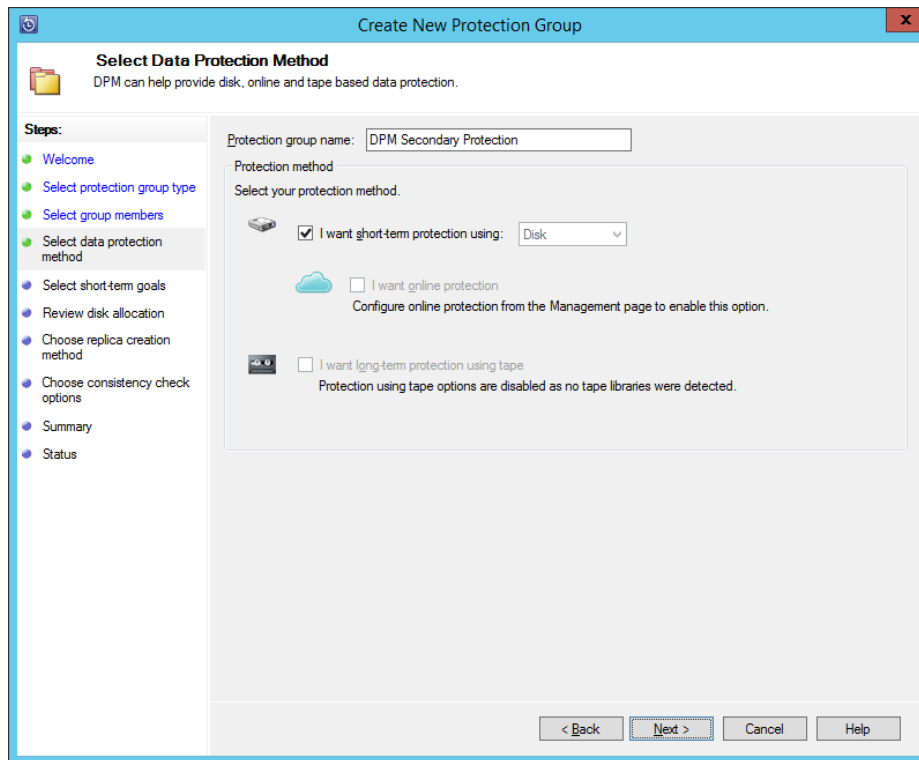 Create New Protection Group
x
Select Data Protection Method
DPM can help provide disk, online and tape based data protection.
Steps:
Welcome
Select protection group type
Select group members
Select data protection
method
Select short-term goals
Review disk allocation
Choose replica creation
method
Choose consistency check
options
Summary
Status
Protection group name: DPM Secondary Protection
Protection method
Select your protection method.
I want short-term protection using: Disk
I want online protection
Configure online protection from the Management page to enable this option.
I want long-term protection using tape
Protection using tape options are disabled as no tape libraries were detected.
< Back Next > Cancel Help